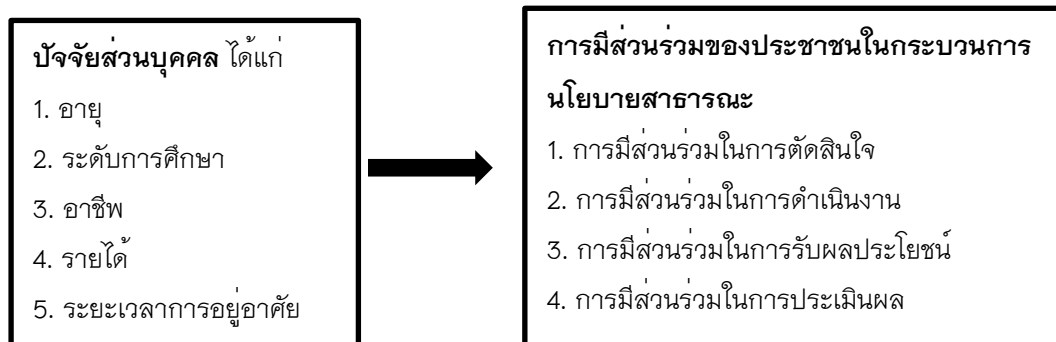 ปัจจัยส่วนบุคคล ได้แก่
1. อายุ
2. ระดับการศึกษา
3. อาชีพ
4. รายได้
5. ระยะเวลาการอยู่อาศัย
การมีส่วนร่วมของประชาชนในกระบวนการ
นโยบายสาธารณะ
1. การมีส่วนร่วมในการตัดสินใจ
2. การมีส่วนร่วมในการดำเนินงาน
3. การมีส่วนร่วมในการรับผลประโยชน์
4. การมีส่วนร่วมในการประเมินผล